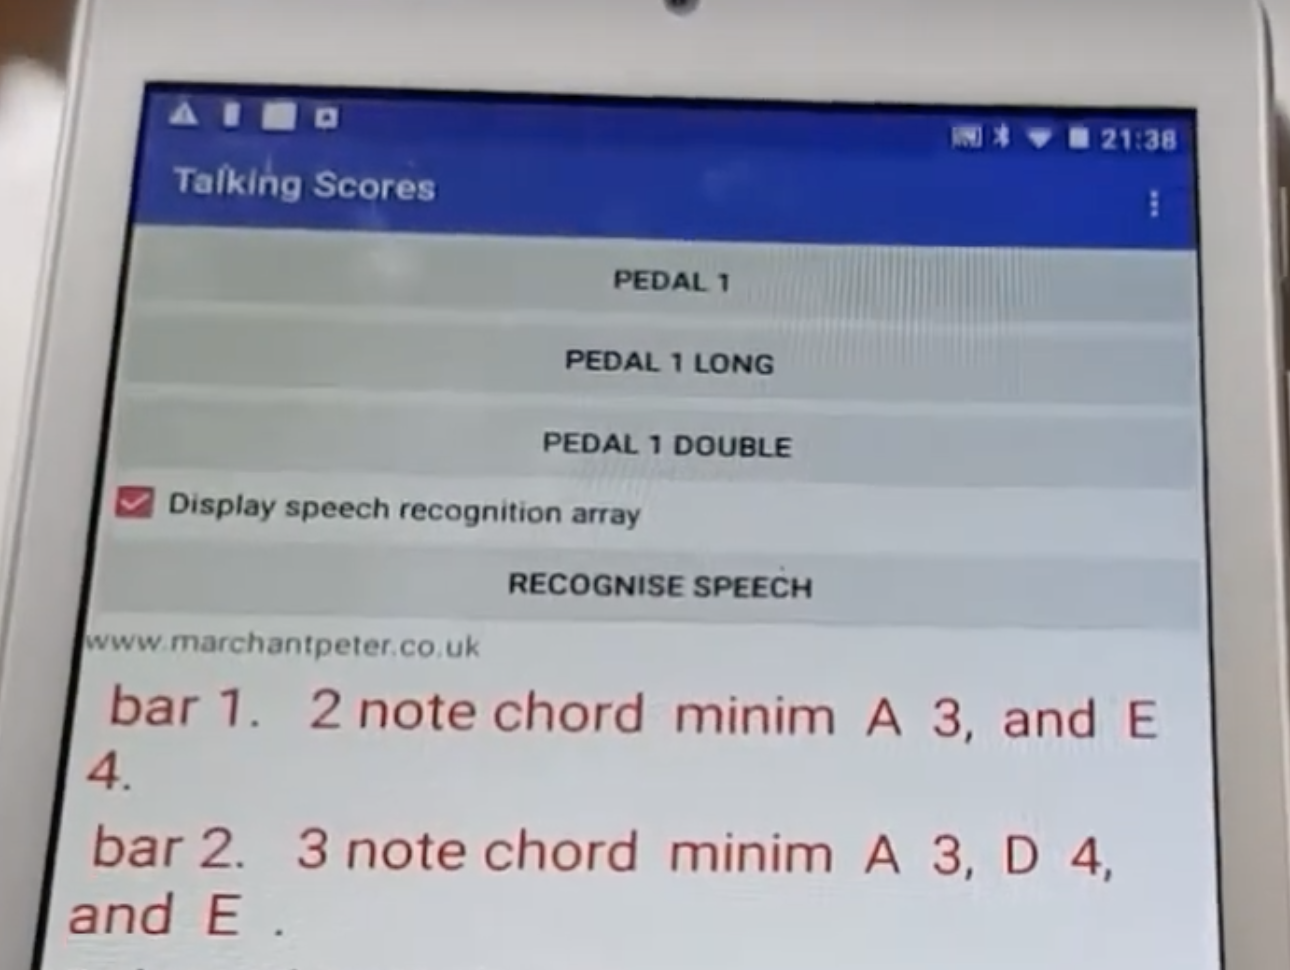 21:38
Talking Scores
PEDAL 1
PEDAL 1 LONG
PEDAL 1 DOUBLE
Display speech recognition array
RECOGNISE SPEECH
www.marchantpeter.co.uk
bar 1. 2 note chord minim A 3, and E
4.
bar 2. 3 note chord minim A 3, D 4,
and E .